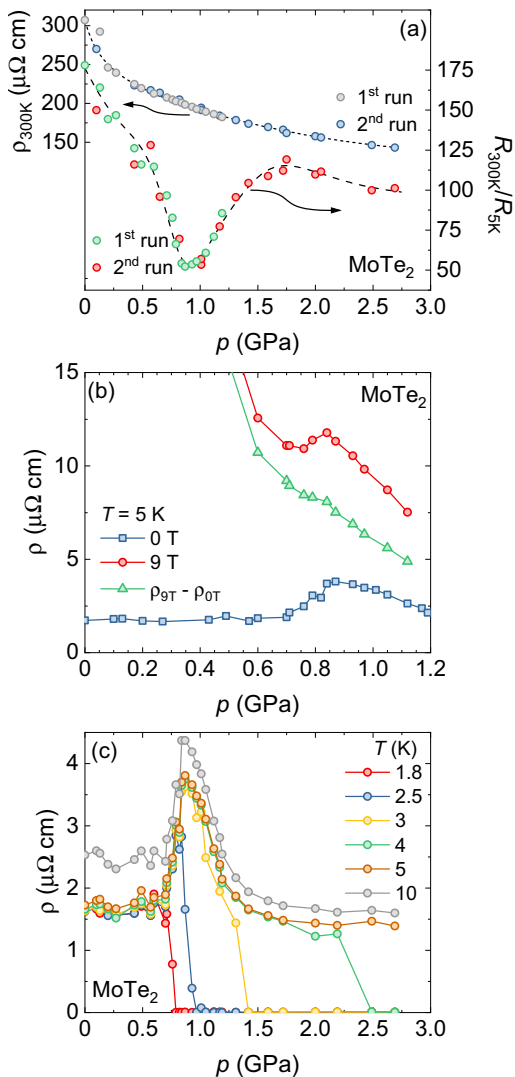 (a)
300
250
200
150
ρ300K (μΩ cm)
175
150
125
100
75
50
R300K/R5K
1st run
2nd run
1st run
2nd run
MoTe2
0.0 0.5 1.0 1.5 2.0 2.5 3.0
p (GPa)
(b)
MoTe2
15
10
5
0
ρ (μΩ cm)
T = 5 K
0 T
9 T
ρ9T - ρ0T
0.0 0.2 0.4 0.6 0.8 1.0 1.2
p (GPa)
(c)
4
3
2
1
0
ρ (μΩ cm)
T (K)
1.8
2.5
3
4
5
10
MoTe2
0.0 0.5 1.0 1.5 2.0 2.5 3.0
p (GPa)